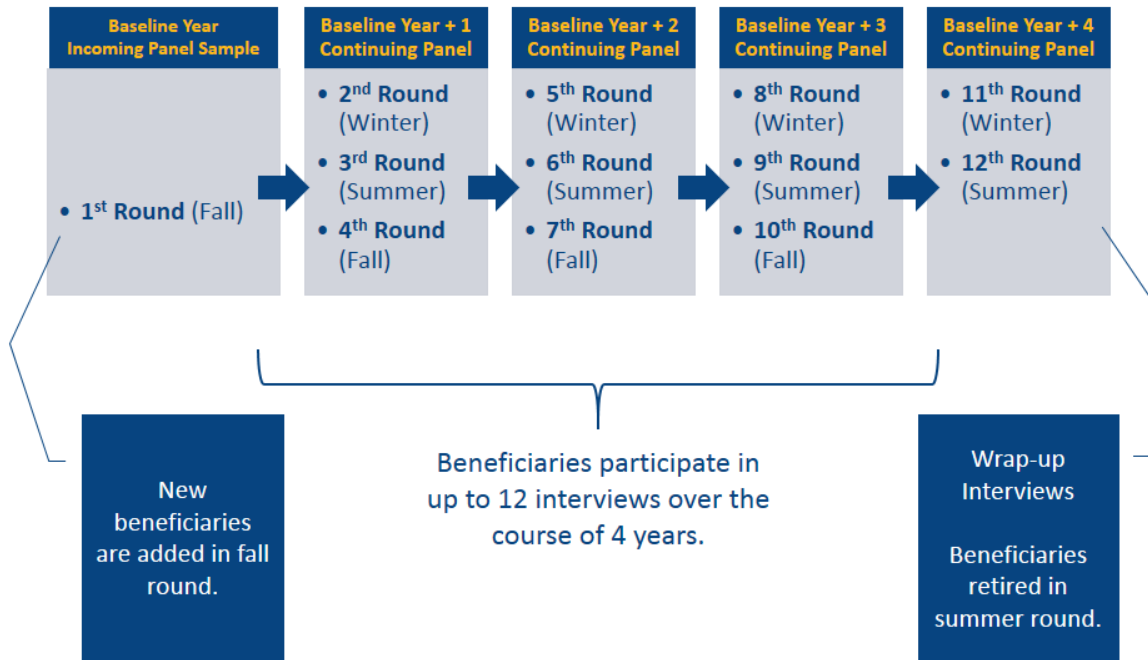 Baseline Year
Incoming Panel Sample
• 1st Round (Fall)
Baseline Year + 1
Continuing Panel
• 2nd Round
(Winter)
• 3rd Round
(Summer)
• 4th Round
(Fall)
Baseline Year + 2
Continuing Panel
• 5th Round
(Winter)
• 6th Round
(Summer)
• 7th Round
(Fall)
Baseline Year + 3
Continuing Panel
• 8th Round
(Winter)
• 9th Round
(Summer)
• 10th Round
(Fall)
Baseline Year + 4
Continuing Panel
• 11th Round
(Winter)
• 12th Round
(Summer)
New
beneficiaries
are added in fall
round.
Beneficiaries participate in
up to 12 interviews over the
course of 4 years.
Wrap-up
Interviews
Beneficiaries
retired in
summer round.